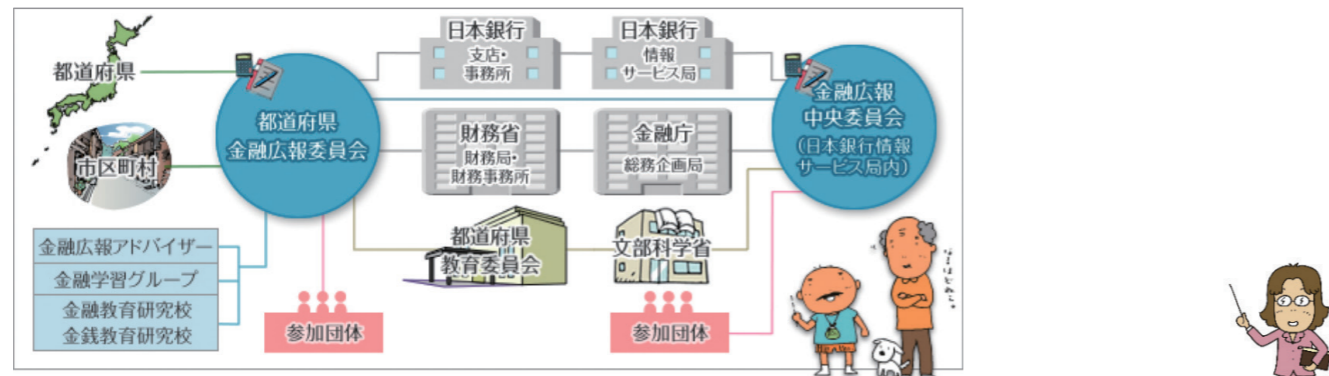 日本銀行
支店・
事務所
日本銀行
情報
サービス局
都道府県
都道府県
金融広報委員会
金融広報
中央委員会
(日本銀行情報
サービス局内)
財務省
財務局・
財務事務所
金融庁
総務企画局
市区町村
都道府県
教育委員会
文部科学省
金融広報アドバイザー
金融学習グループ
金融教育研究校
金銭教育研究校
参加団体
参加団体
なるほどねぇ。